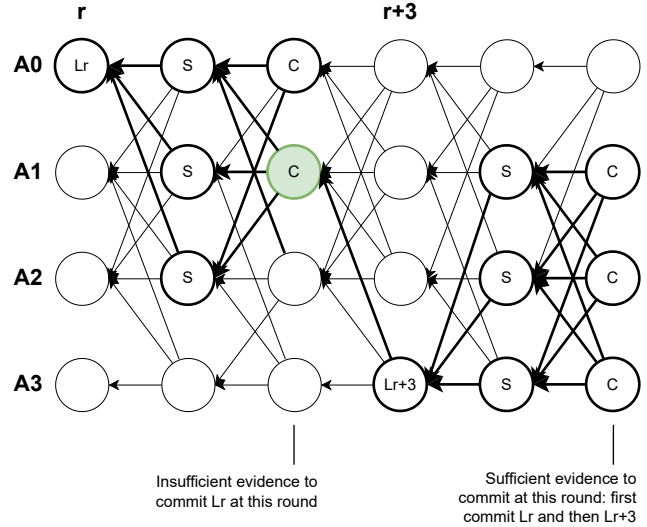 r r+3
A0 Lr S C
A1 S C S C
A2 S S C
A3 Lr+3 S C
Insufficient evidence to
commit Lr at this round
Sufficient evidence to
commit at this round: first
commit Lr and then Lr+3